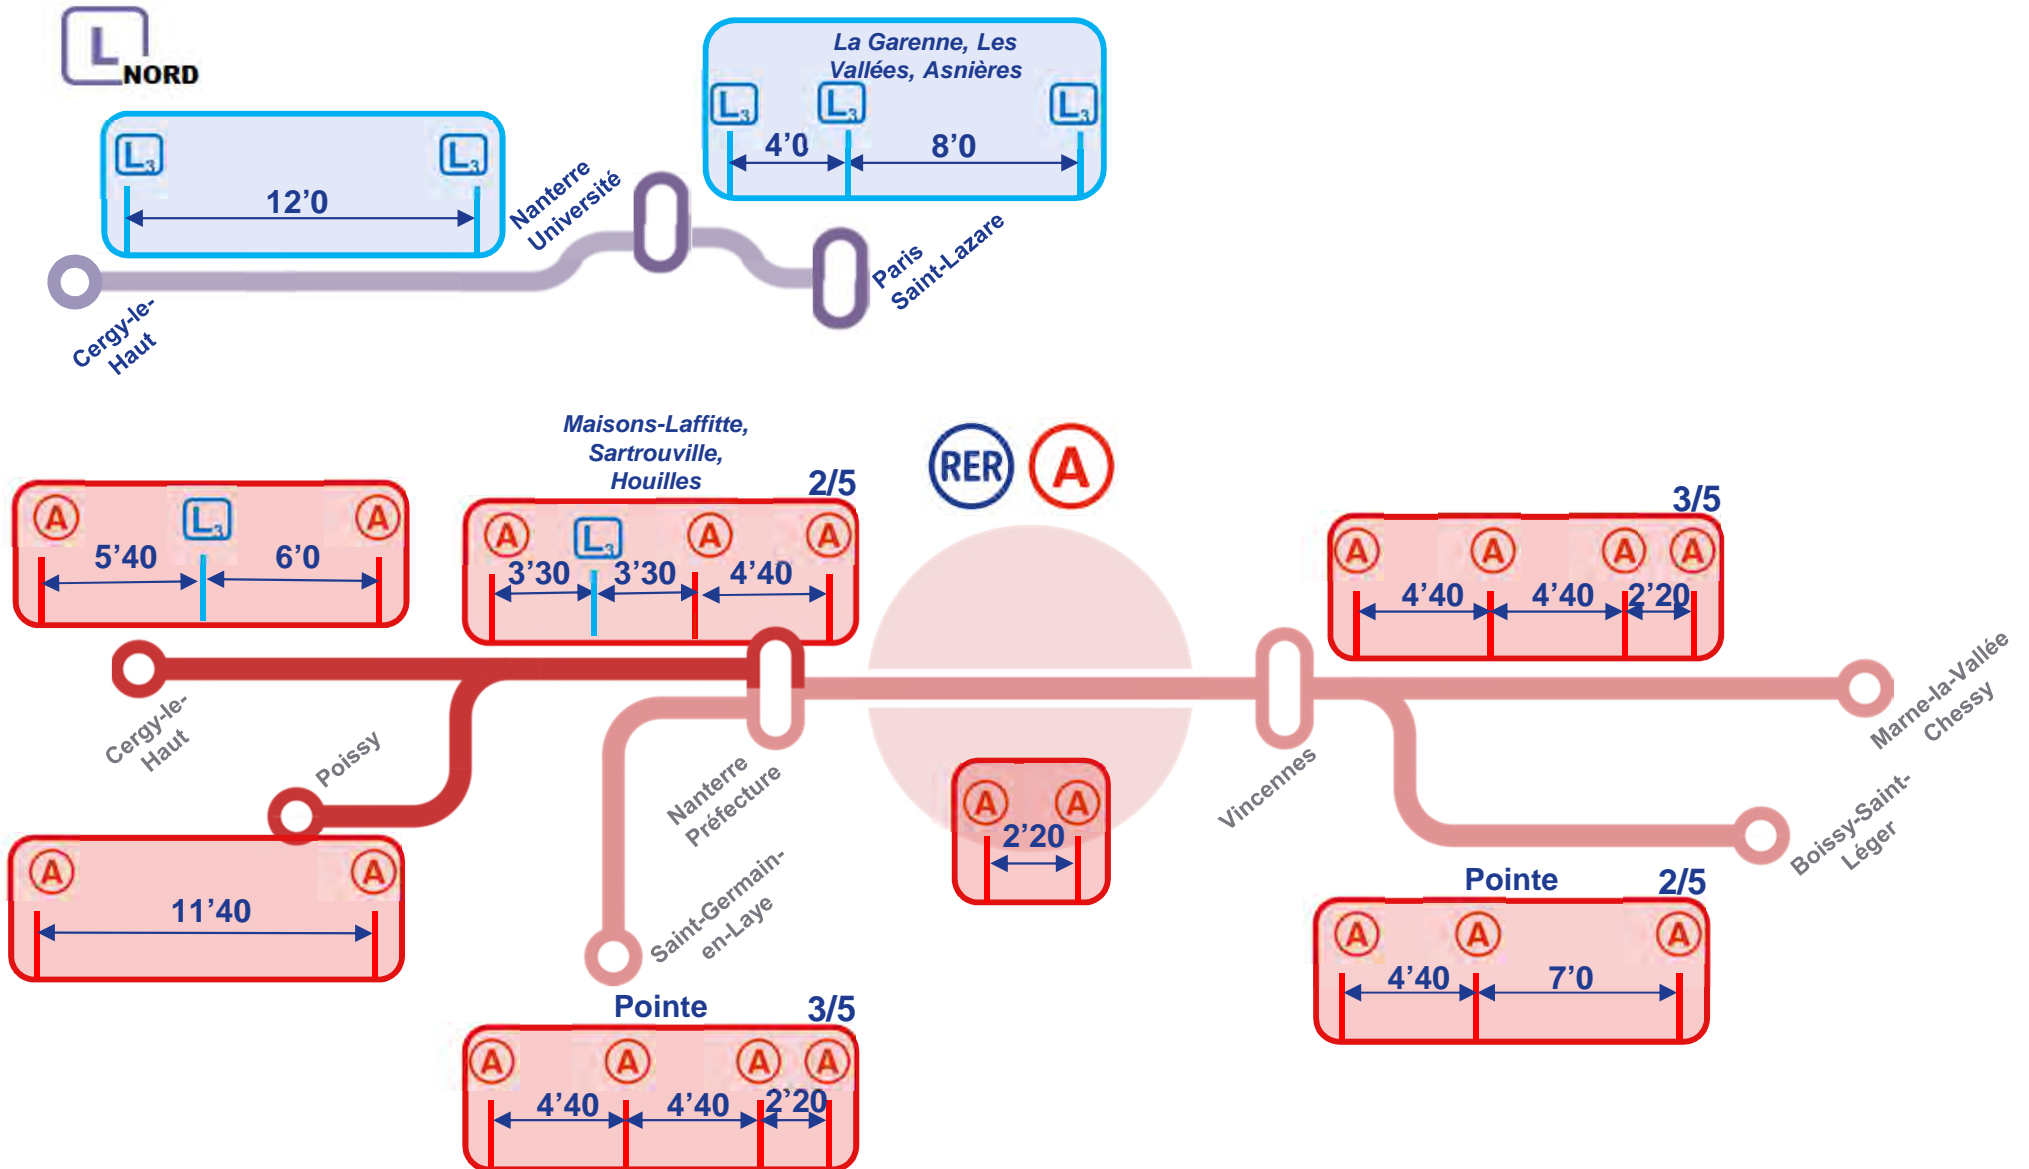 L
NORD
La Garenne, Les
Vallées, Asnières
L3 L3 L3
4’0 8’0
L3 L3
12’0
Nanterre
Université
Paris
Saint-Lazare
Cergy-le-
Haut
Maisons-Laffitte,
Sartrouville,
Houilles
2/5
RER A
3/5
A L3 A
5’40 6’0
A L3 A A
3’30 3’30 4’40
A A A A
4’40 4’40 2’20
Cergy-le-
Haut
Poissy
Nanterre
Préfecture
Vincennes
Marne-la-Vallée
Chessy
A A
2’20
Boissy-Saint-
Léger
A A
11’40
Saint-Germain-
en-Laye
Pointe 2/5
A A A
4’40 7’0
Pointe 3/5
A A A A
4’40 4’40 2’20